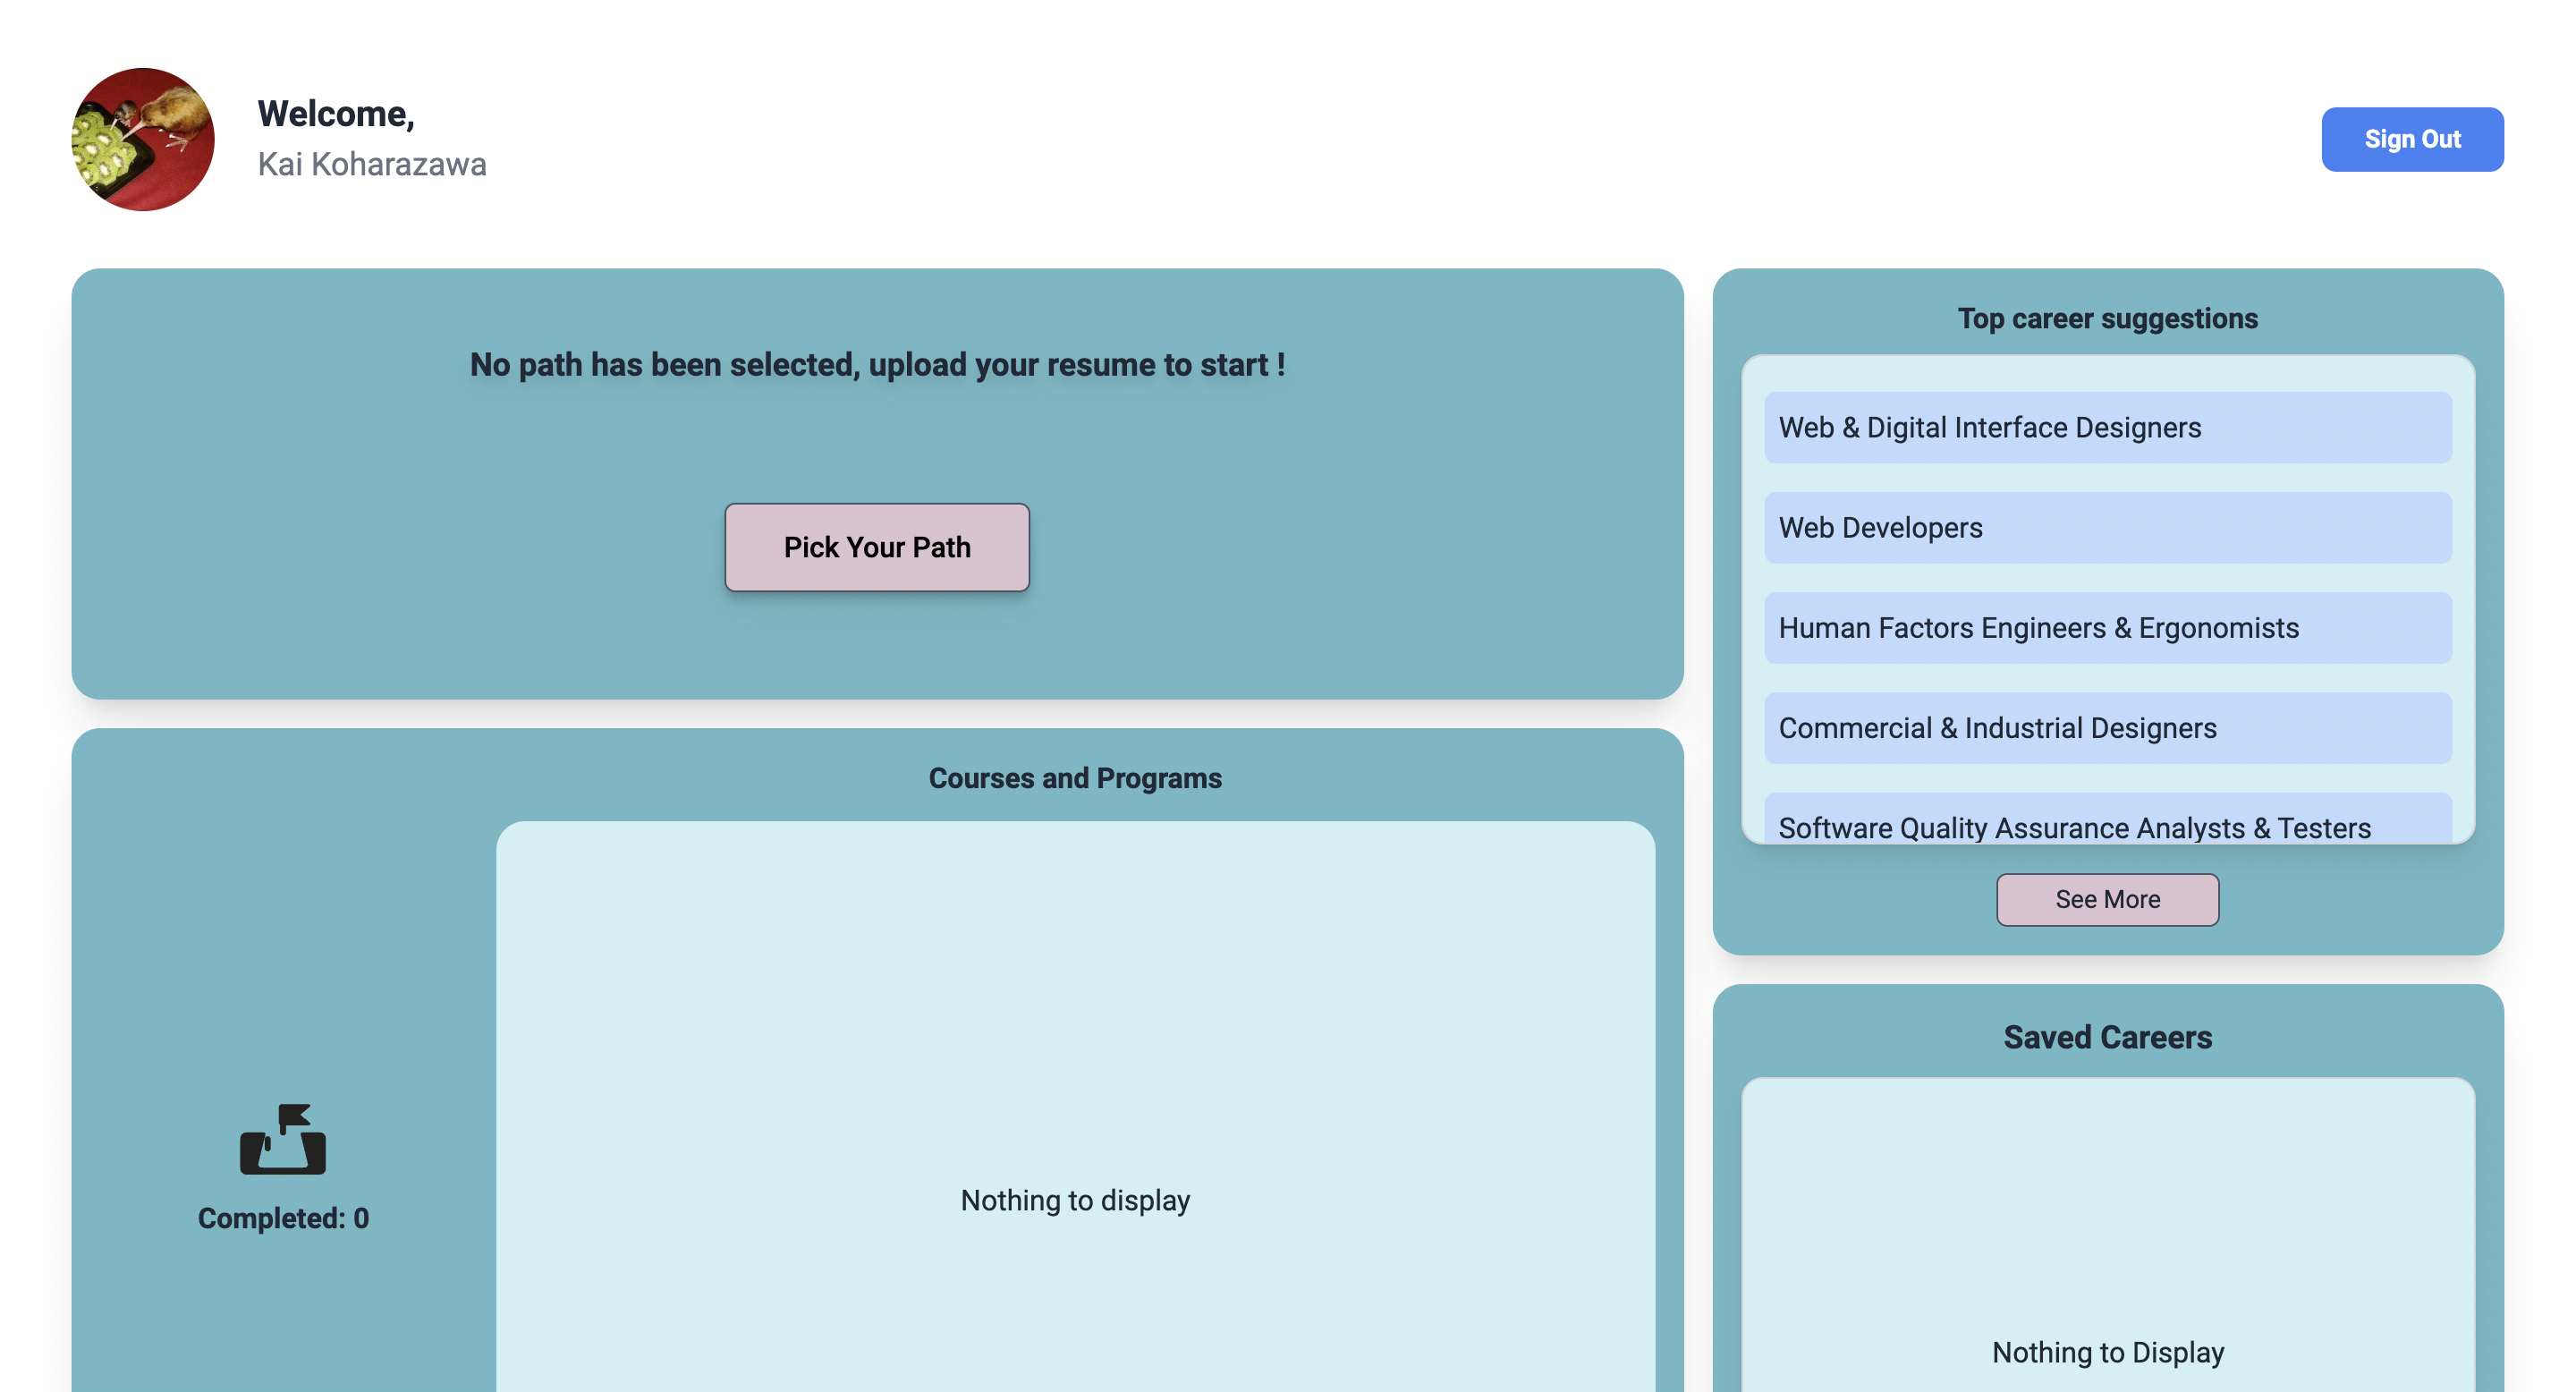 Welcome,
Kai Koharazawa
Sign Out
No path has been selected, upload your resume to start !
Pick Your Path
Top career suggestions
Web & Digital Interface Designers
Web Developers
Human Factors Engineers & Ergonomists
Commercial & Industrial Designers
Software Quality Assurance Analysts & Testers
See More
Courses and Programs
Completed: 0
Nothing to display
Saved Careers
Nothing to Display